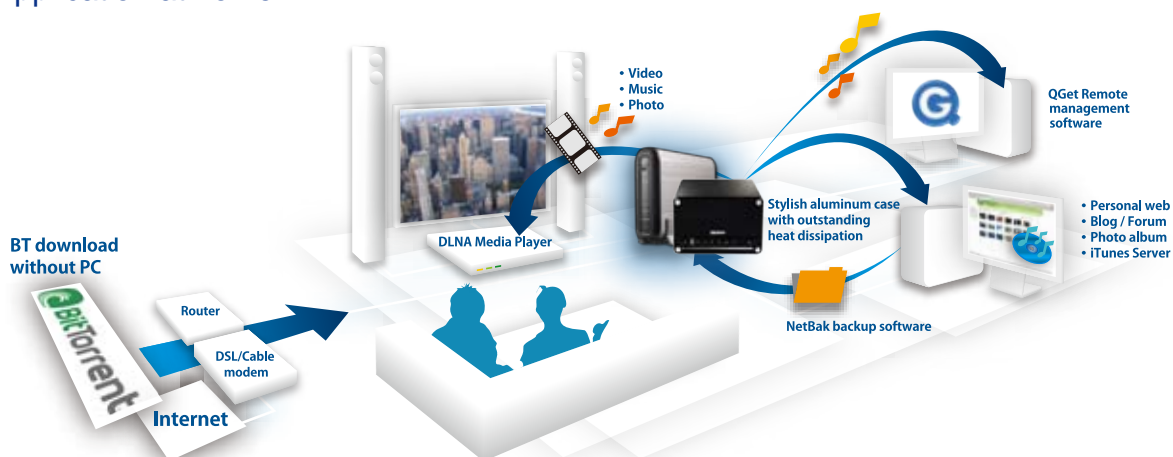 • Video
• Music
• Photo
QGet Remote
management
software
Stylish aluminum case
with outstanding
heat dissipation
• Personal web
• Blog / Forum
• Photo album
• iTunes Server
DLNA Media Player
NetBak backup software
BT download
without PC
BitTorrent
Router
DSL/Cable
modem
Internet